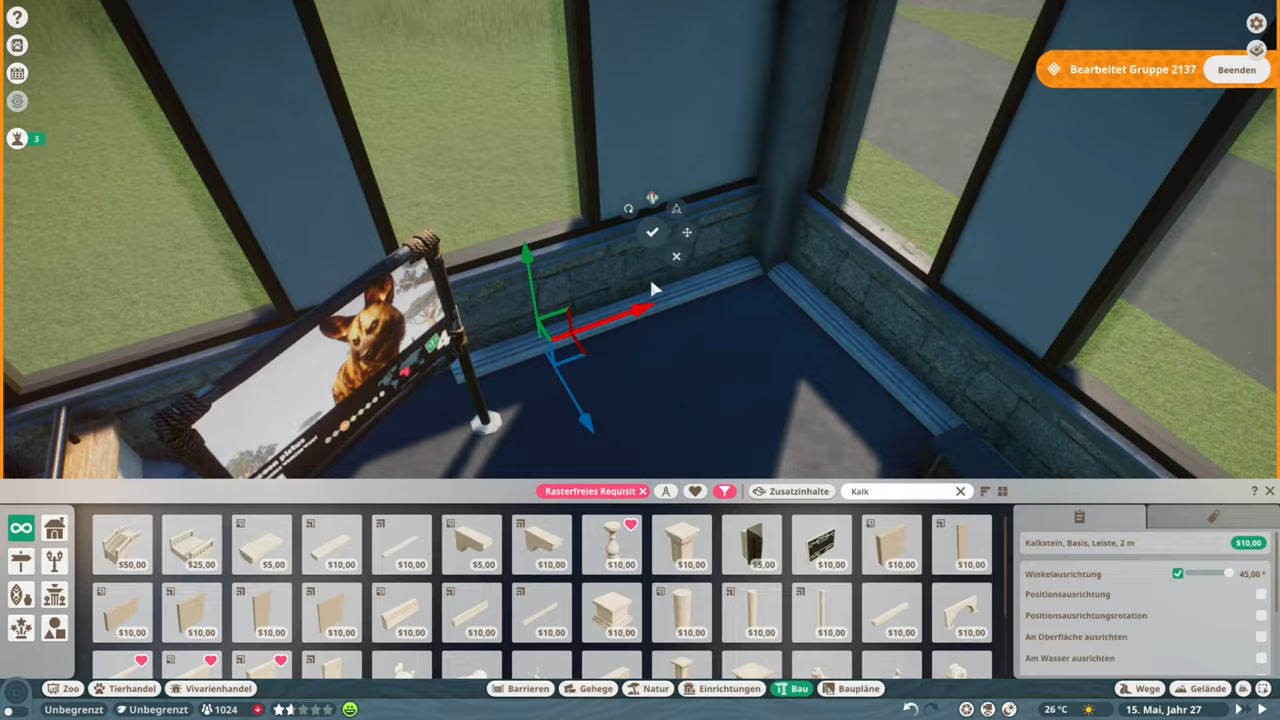 ?
Bearbeitet Gruppe 2137
Beenden
3
Rasterfreies Requisit
Zusatzinhalte
Kalk
?
$50,00
$25,00
$5,00
$10,00
$10,00
$5,00
$10,00
$10,00
$10,00
$5,00
$10,00
$10,00
$10,00
Kalkstein, Basis, Leiste, 2 m
$10,00
Winkelausrichtung
45,00 °
Positionsausrichtung
Positionsausrichtungsrotation
An Oberfläche ausrichten
Am Wasser ausrichten
$10,00
$10,00
$10,00
$10,00
$10,00
$10,00
$10,00
$10,00
$10,00
$10,00
$10,00
$10,00
$10,00
Zoo
Tierhandel
Vivarienhandel
Barrieren
Gehege
Natur
Einrichtungen
Bau
Baupläne
Wege
Gelände
Unbegrenzt
Unbegrenzt
1024
26 °C
15. Mai, Jahr 27